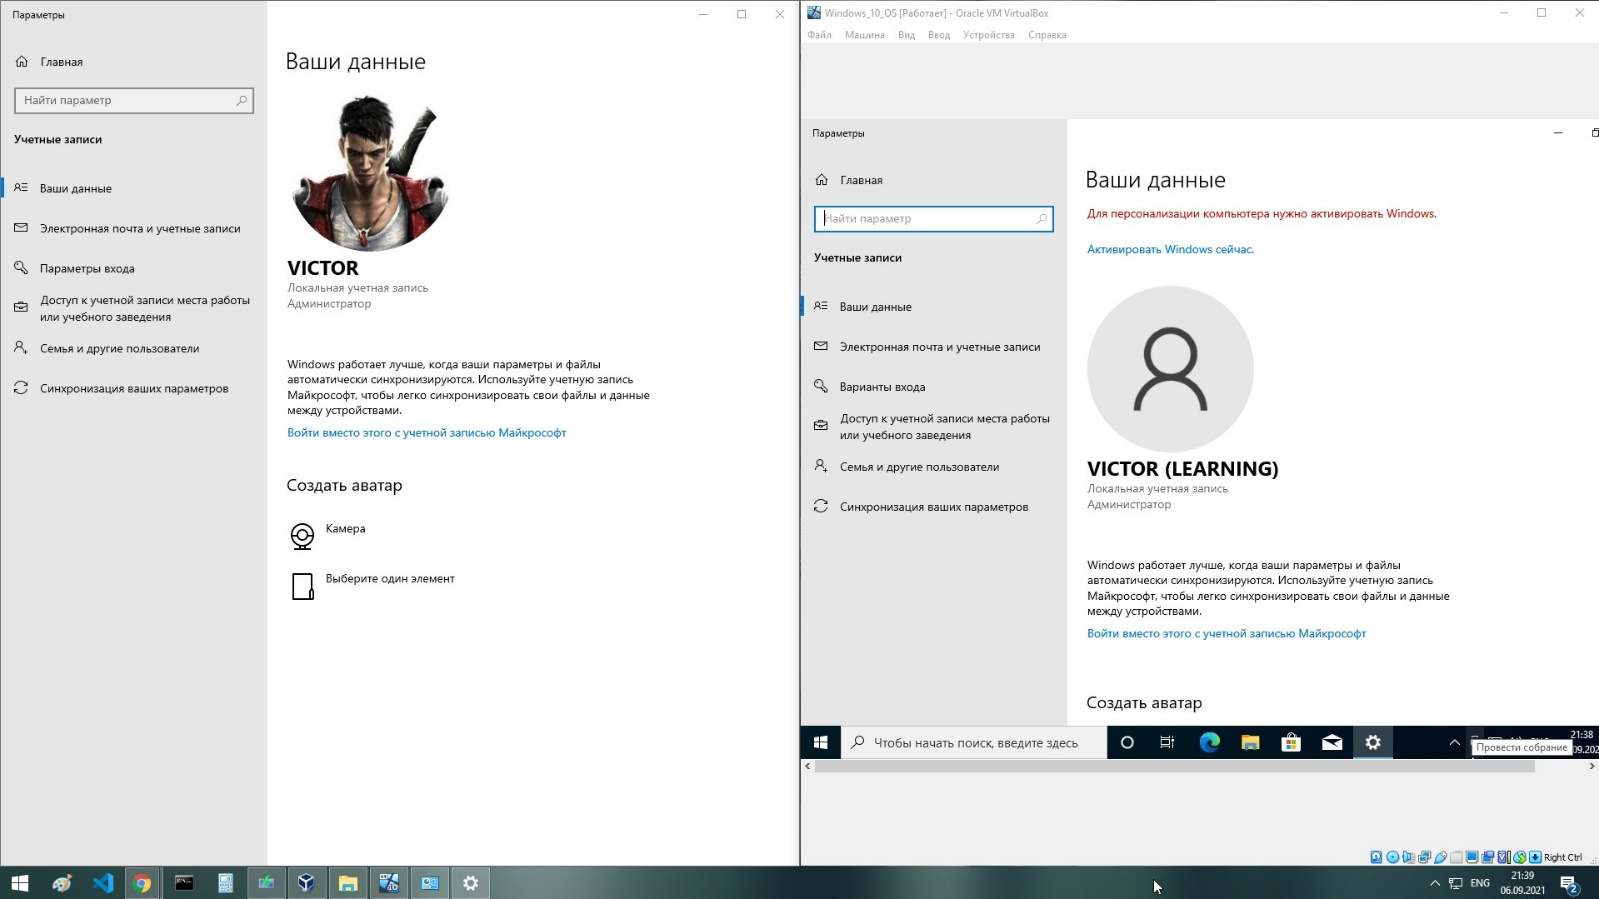 Параметры
Главная
Найти параметр
Учетные записи
Ваши данные
Электронная почта и учетные записи
Параметры входа
Доступ к учетной записи места работы
или учебного заведения
Семья и другие пользователи
Синхронизация ваших параметров
Ваши данные
VICTOR
Локальная учетная запись
Администратор
Windows работает лучше, когда ваши параметры и файлы
автоматически синхронизируются. Используйте учетную запись
Майкрософт, чтобы легко синхронизировать свои файлы и данные
между устройствами.
Войти вместо этого с учетной записью Майкрософт
Создать аватар
Камера
Выберите один элемент
Windows_10_OS [Работает] - Oracle VM VirtualBox
Файл Машина Вид Ввод Устройства Справка
Параметры
Главная
Найти параметр
Учетные записи
Ваши данные
Электронная почта и учетные записи
Варианты входа
Доступ к учетной записи места работы
или учебного заведения
Семья и другие пользователи
Синхронизация ваших параметров
Ваши данные
Для персонализации компьютера нужно активировать Windows.
Активировать Windows сейчас.
VICTOR (LEARNING)
Локальная учетная запись
Администратор
Windows работает лучше, когда ваши параметры и файлы
автоматически синхронизируются. Используйте учетную запись
Майкрософт, чтобы легко синхронизировать свои файлы и данные
между устройствами.
Войти вместо этого с учетной записью Майкрософт
Создать аватар
Чтобы начать поиск, введите здесь
21:38
Провести собрание
Right Ctrl
ENG
21:39
06.09.2021
2